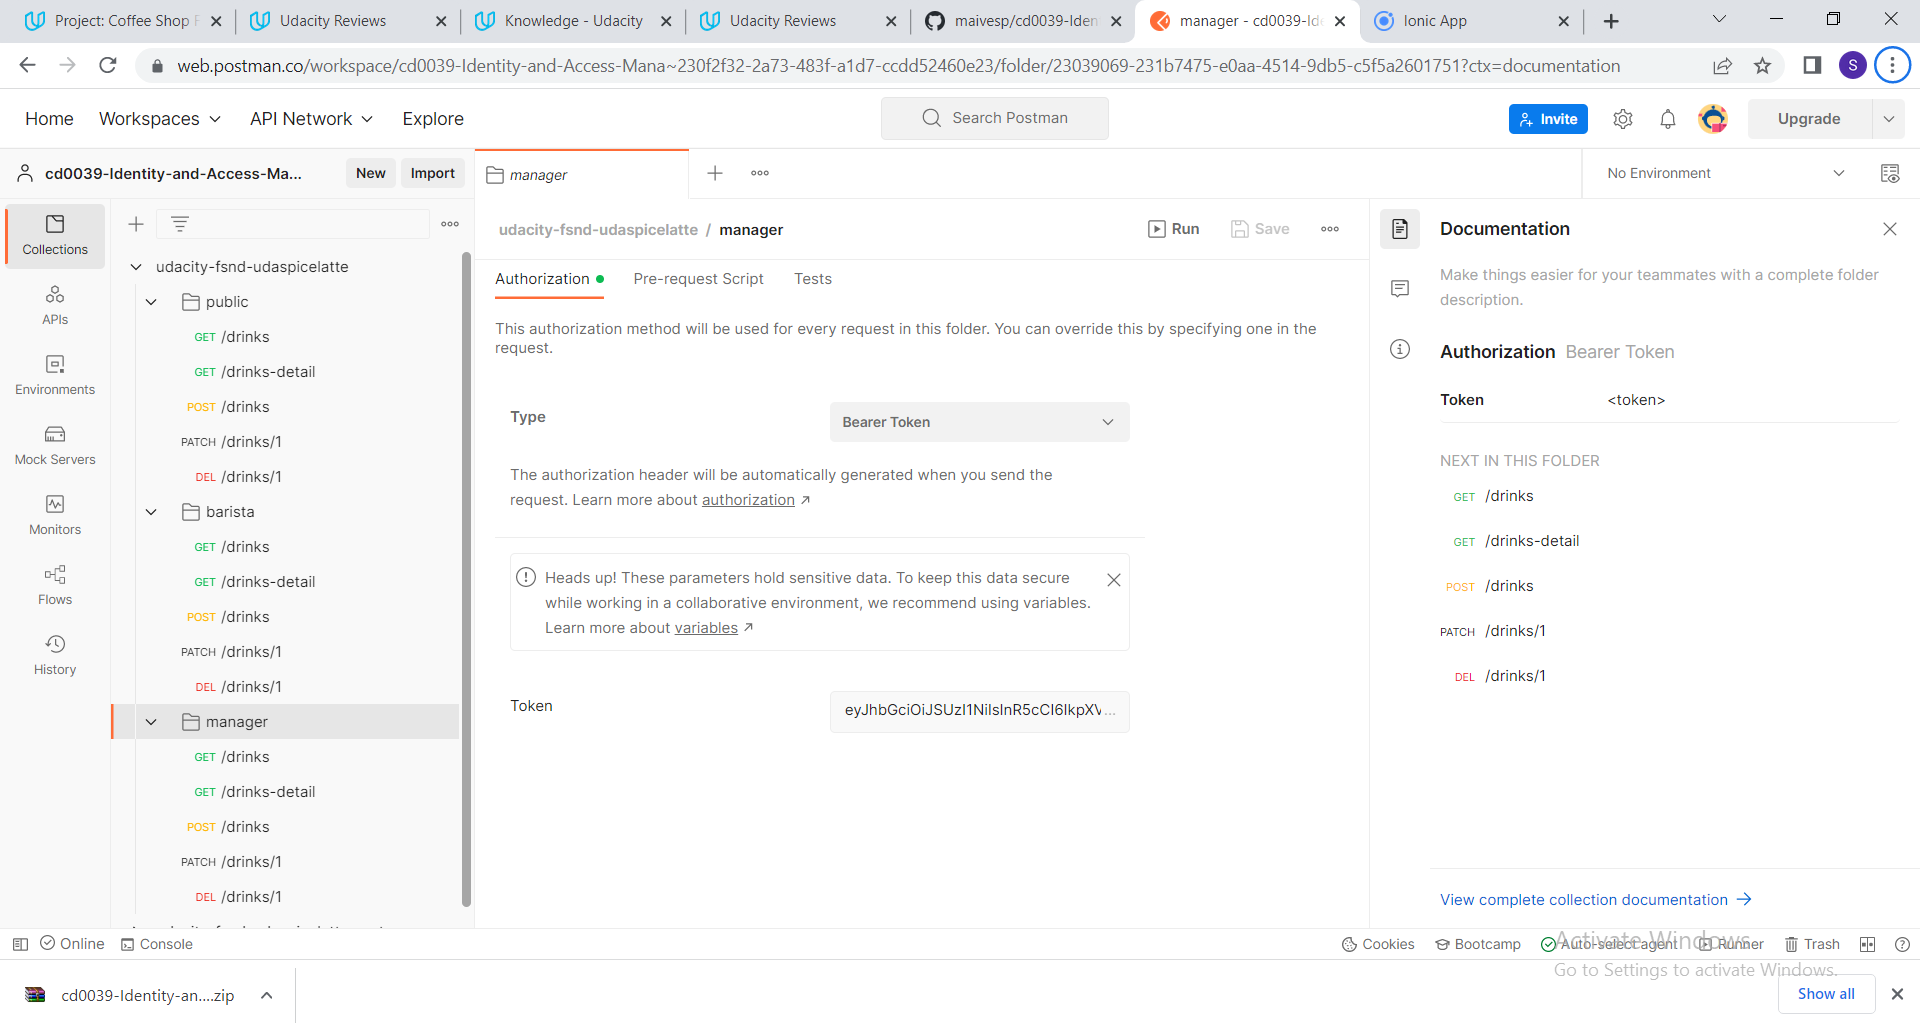 Project: Coffee Shop F
Udacity Reviews
Knowledge - Udacity
Udacity Reviews
maivesp/cd0039-Iden
manager - cd0039-Id
Ionic App
web.postman.co/workspace/cd0039-Identity-and-Access-Mana~230f2f32-2a73-483f-a1d7-ccdd52460e23/folder/23039069-231b7475-e0aa-4514-9db5-c5f5a2601751?ctx=documentation
S
Home
Workspaces
API Network
Explore
Search Postman
Invite
Upgrade
cd0039-Identity-and-Access-Ma...
New
Import
manager
No Environment
Collections
APIs
Environments
Mock Servers
Monitors
Flows
History
udacity-fsnd-udaspicelatte
public
GET /drinks
GET /drinks-detail
POST /drinks
PATCH /drinks/1
DEL /drinks/1
barista
GET /drinks
GET /drinks-detail
POST /drinks
PATCH /drinks/1
DEL /drinks/1
manager
GET /drinks
GET /drinks-detail
POST /drinks
PATCH /drinks/1
DEL /drinks/1
udacity-fsnd-udaspicelatte / manager
Run
Save
Authorization
Pre-request Script
Tests
This authorization method will be used for every request in this folder. You can override this by specifying one in the
request.
Type
Bearer Token
The authorization header will be automatically generated when you send the
request. Learn more about authorization ↗
Heads up! These parameters hold sensitive data. To keep this data secure
while working in a collaborative environment, we recommend using variables.
Learn more about variables ↗
Token
eyJhbGciOiJSUzI1NiIsInR5cCI6IkpXV...
Documentation
Make things easier for your teammates with a complete folder
description.
Authorization Bearer Token
Token
<token>
NEXT IN THIS FOLDER
GET /drinks
GET /drinks-detail
POST /drinks
PATCH /drinks/1
DEL /drinks/1
View complete collection documentation →
Online
Console
Cookies
Bootcamp
Auto-select agent
Runner
Trash
Activate Windows
Go to Settings to activate Windows.
cd0039-Identity-an....zip
Show all